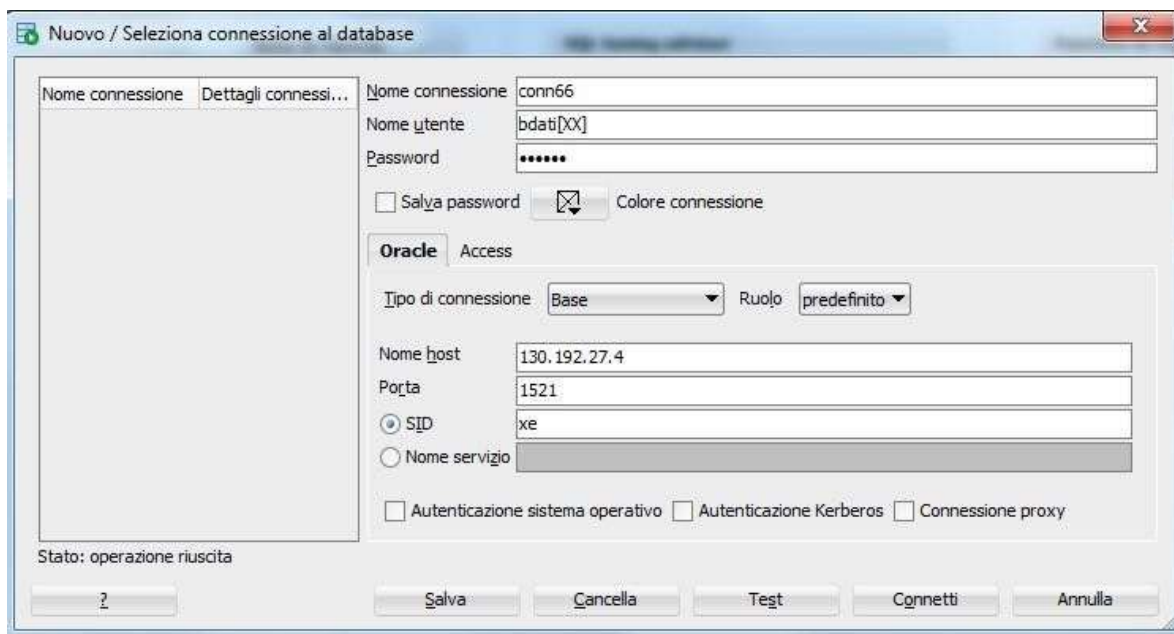 Nuovo / Seleziona connessione al database
Nome connessione Dettagli connessi...
Nome connessione conn66
Nome utente bdati[XX]
Password ••••••
Salva password Colore connessione
Oracle Access
Tipo di connessione Base Ruolo predefinito
Nome host 130.192.27.4
Porta 1521
SID xe
Nome servizio
Autenticazione sistema operativo Autenticazione Kerberos Connessione proxy
Stato: operazione riuscita
? Salva Cancella Test Connetti Annulla